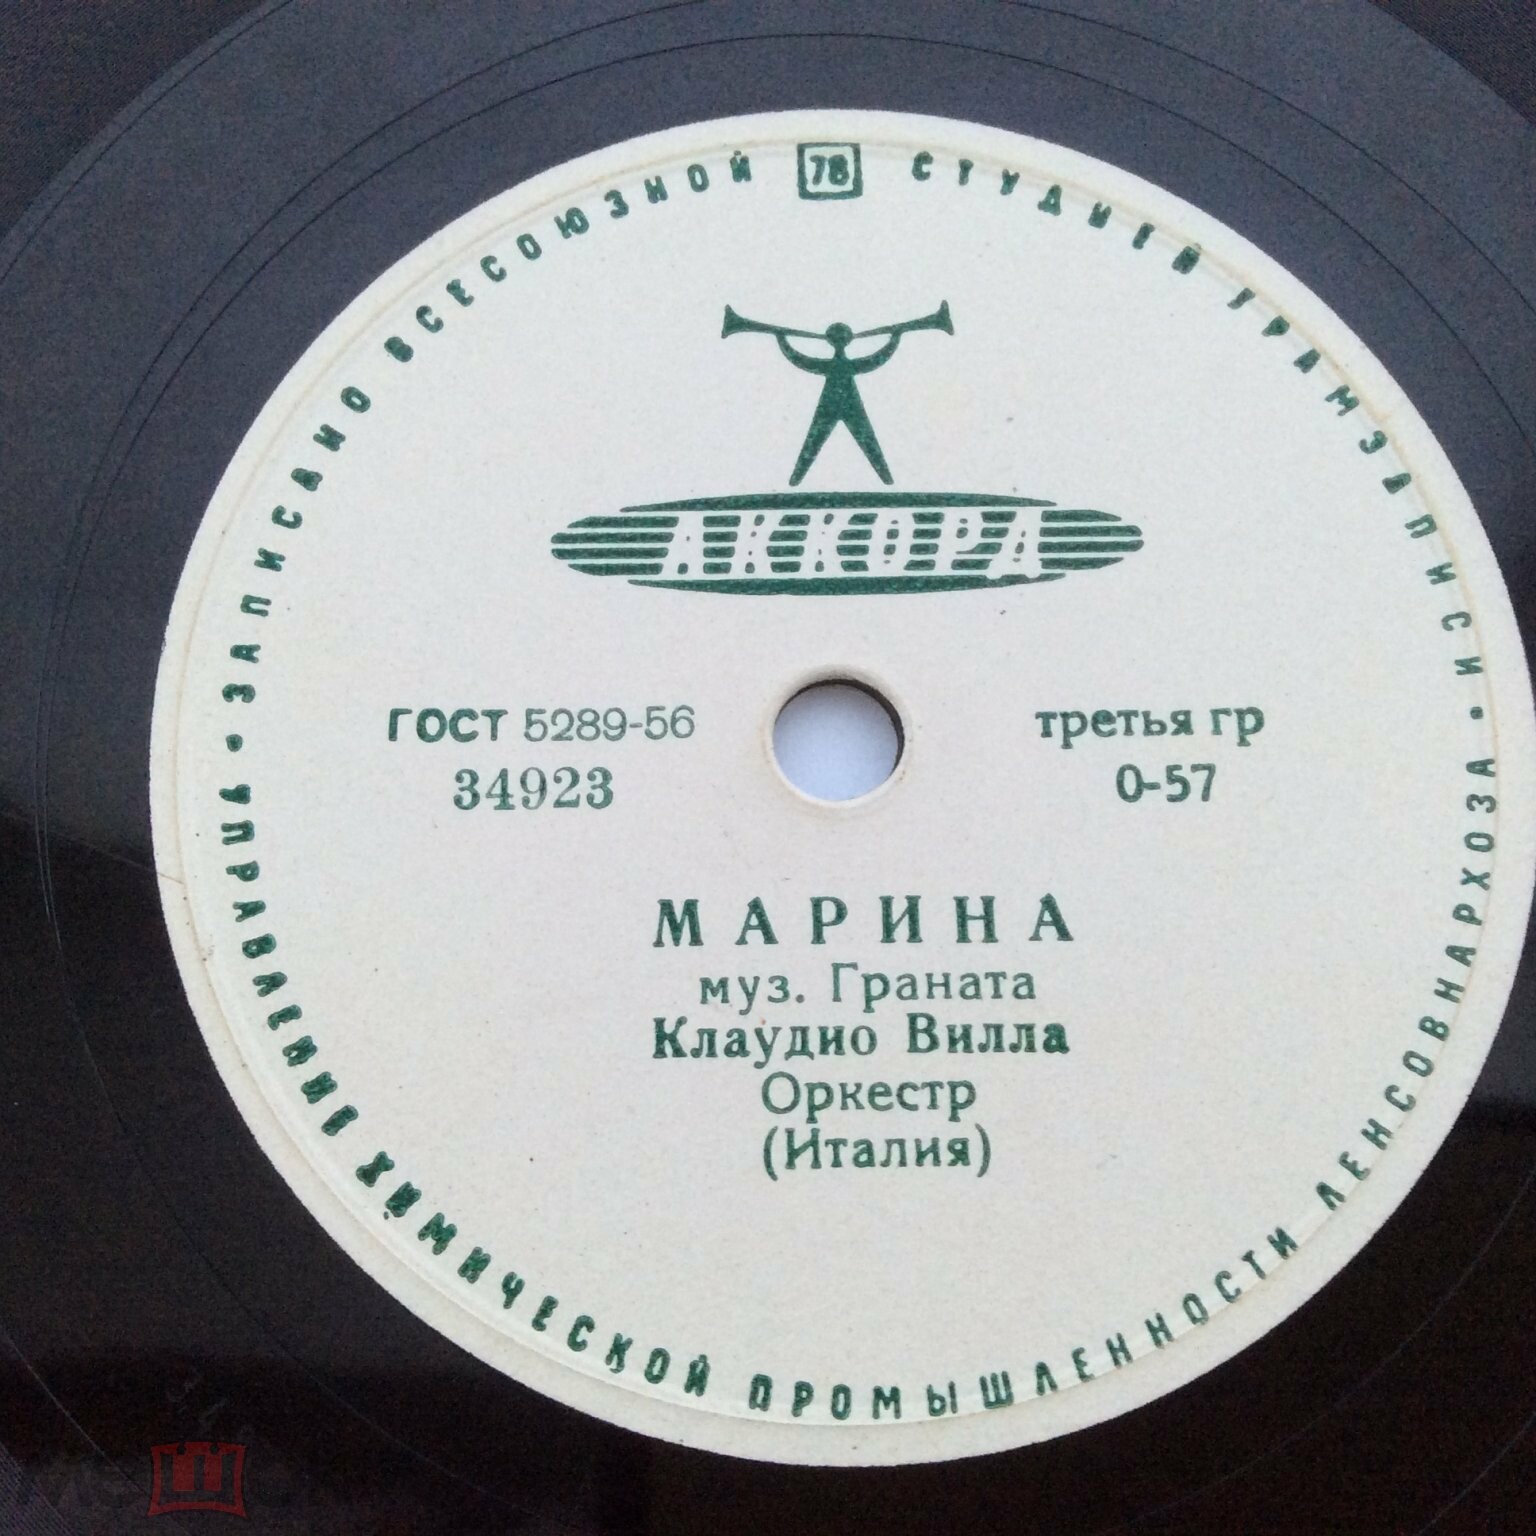 ЗАПИСАНО ВСЕСОЮЗНОЙ 78 СТУДИЕЙ ГРАМЗАПИСИ
АККОРД
ГОСТ 5289-56
34923
третья гр
0-57
МАРИНА
муз. Граната
Клаудио Вилла
Оркестр
(Италия)
УПРАВЛЕНИЕ ХИМИЧЕСКОЙ ПРОМЫШЛЕННОСТИ ЛЕНСОВНАРХОЗА